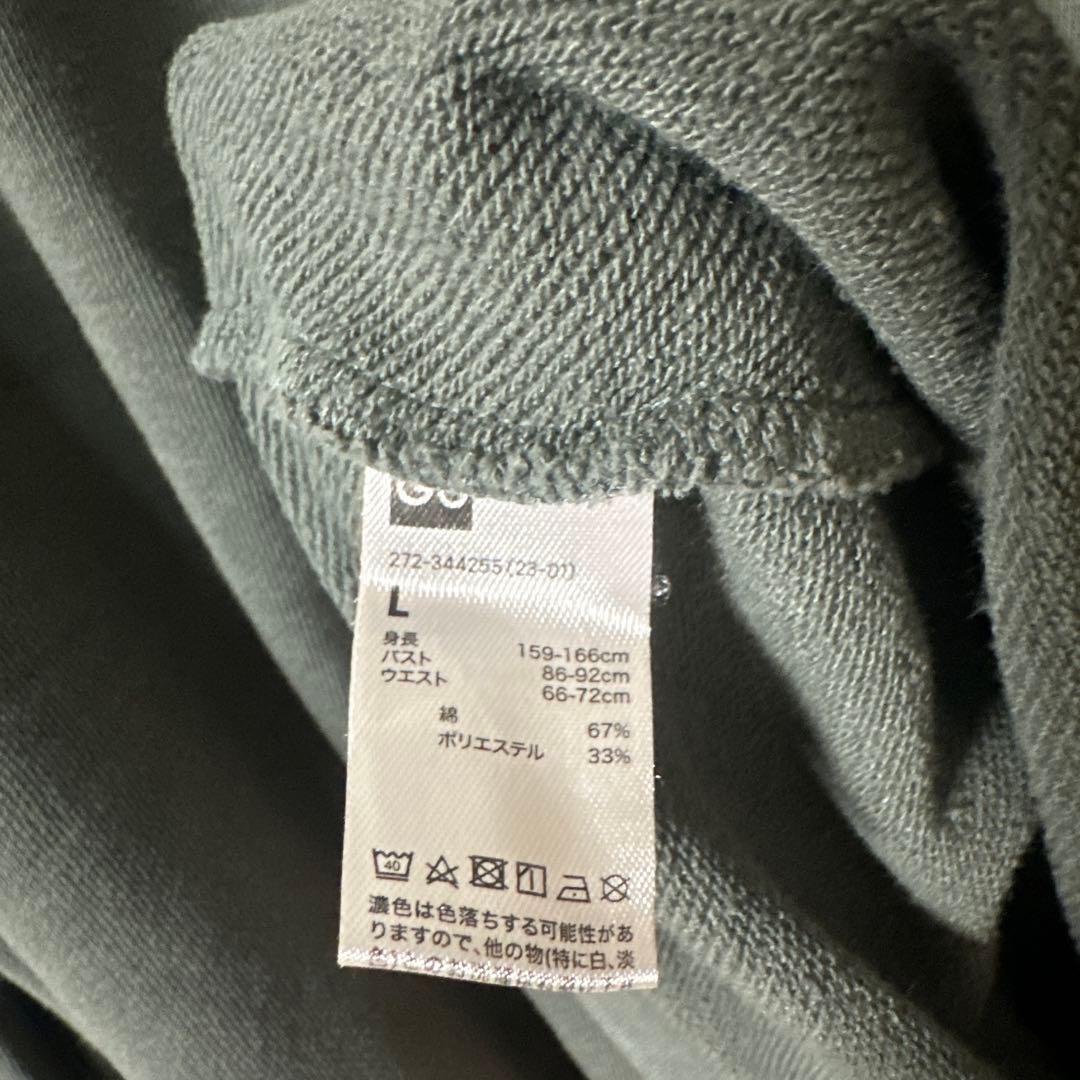 GU
272-344255(23-01)
L
身長 159-166cm
バスト 86-92cm
ウエスト 66-72cm
綿 67%
ポリエステル 33%
40
濃色は色落ちする可能性があ
りますので、他の物(特に白、淡